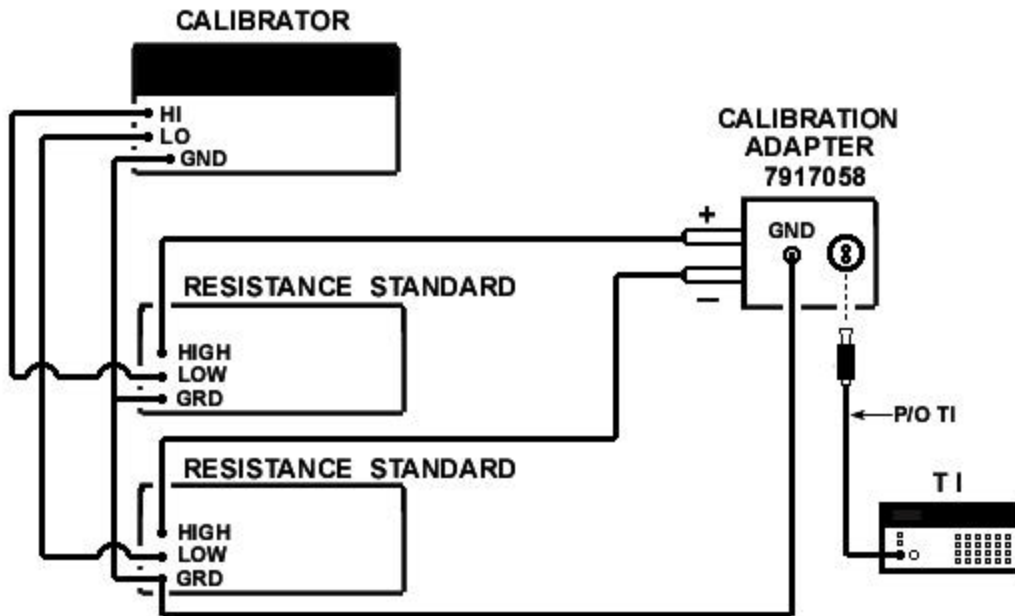 CALIBRATOR
HI
LO
GND
CALIBRATION
ADAPTER
7917058
+
GND
−
RESISTANCE STANDARD
HIGH
LOW
GRD
P/O TI
RESISTANCE STANDARD
HIGH
LOW
GRD
T I